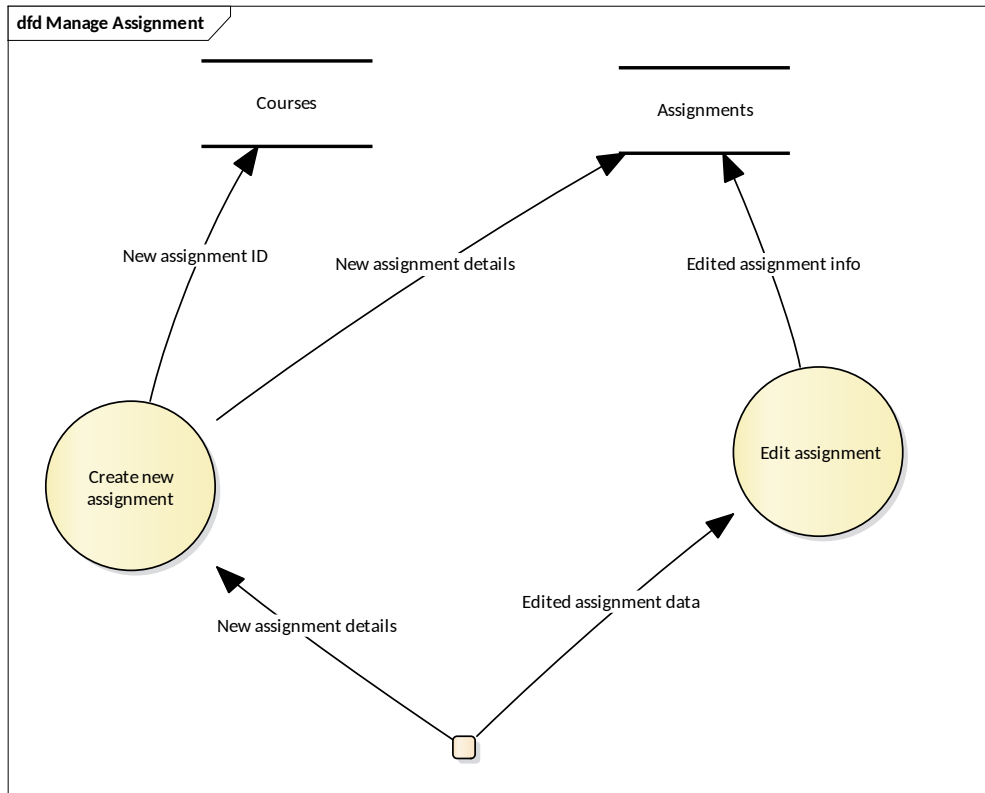 dfd Manage Assignment
Courses
Assignments
New assignment ID
New assignment details
Edited assignment info
Create new
assignment
Edit assignment
New assignment details
Edited assignment data